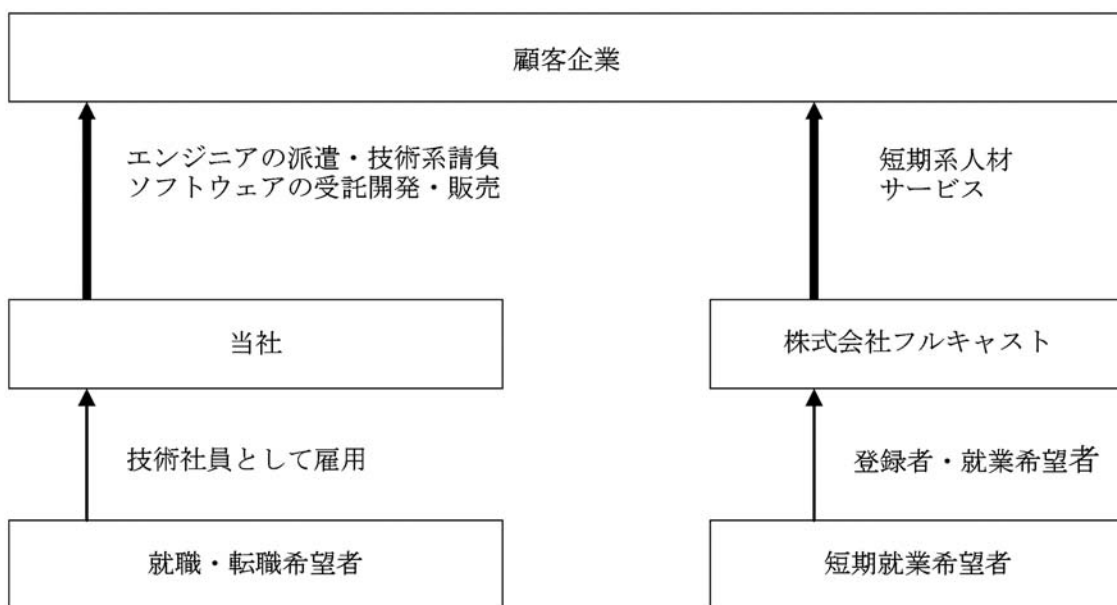 顧客企業
エンジニアの派遣・技術系請負
ソフトウェアの受託開発・販売
短期系人材
サービス
当社
株式会社フルキャスト
技術社員として雇用
登録者・就業希望者
就職・転職希望者
短期就業希望者